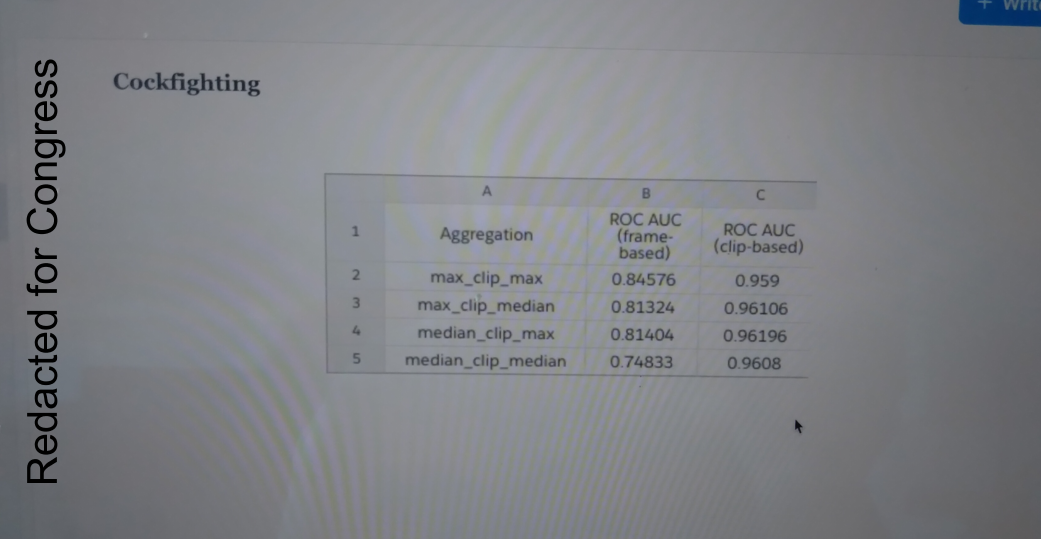 + Write
Redacted for Congress
Cockfighting
A B C
1 Aggregation ROC AUC (frame-based) ROC AUC (clip-based)
2 max_clip_max 0.84576 0.959
3 max_clip_median 0.81324 0.96106
4 median_clip_max 0.81404 0.96196
5 median_clip_median 0.74833 0.9608